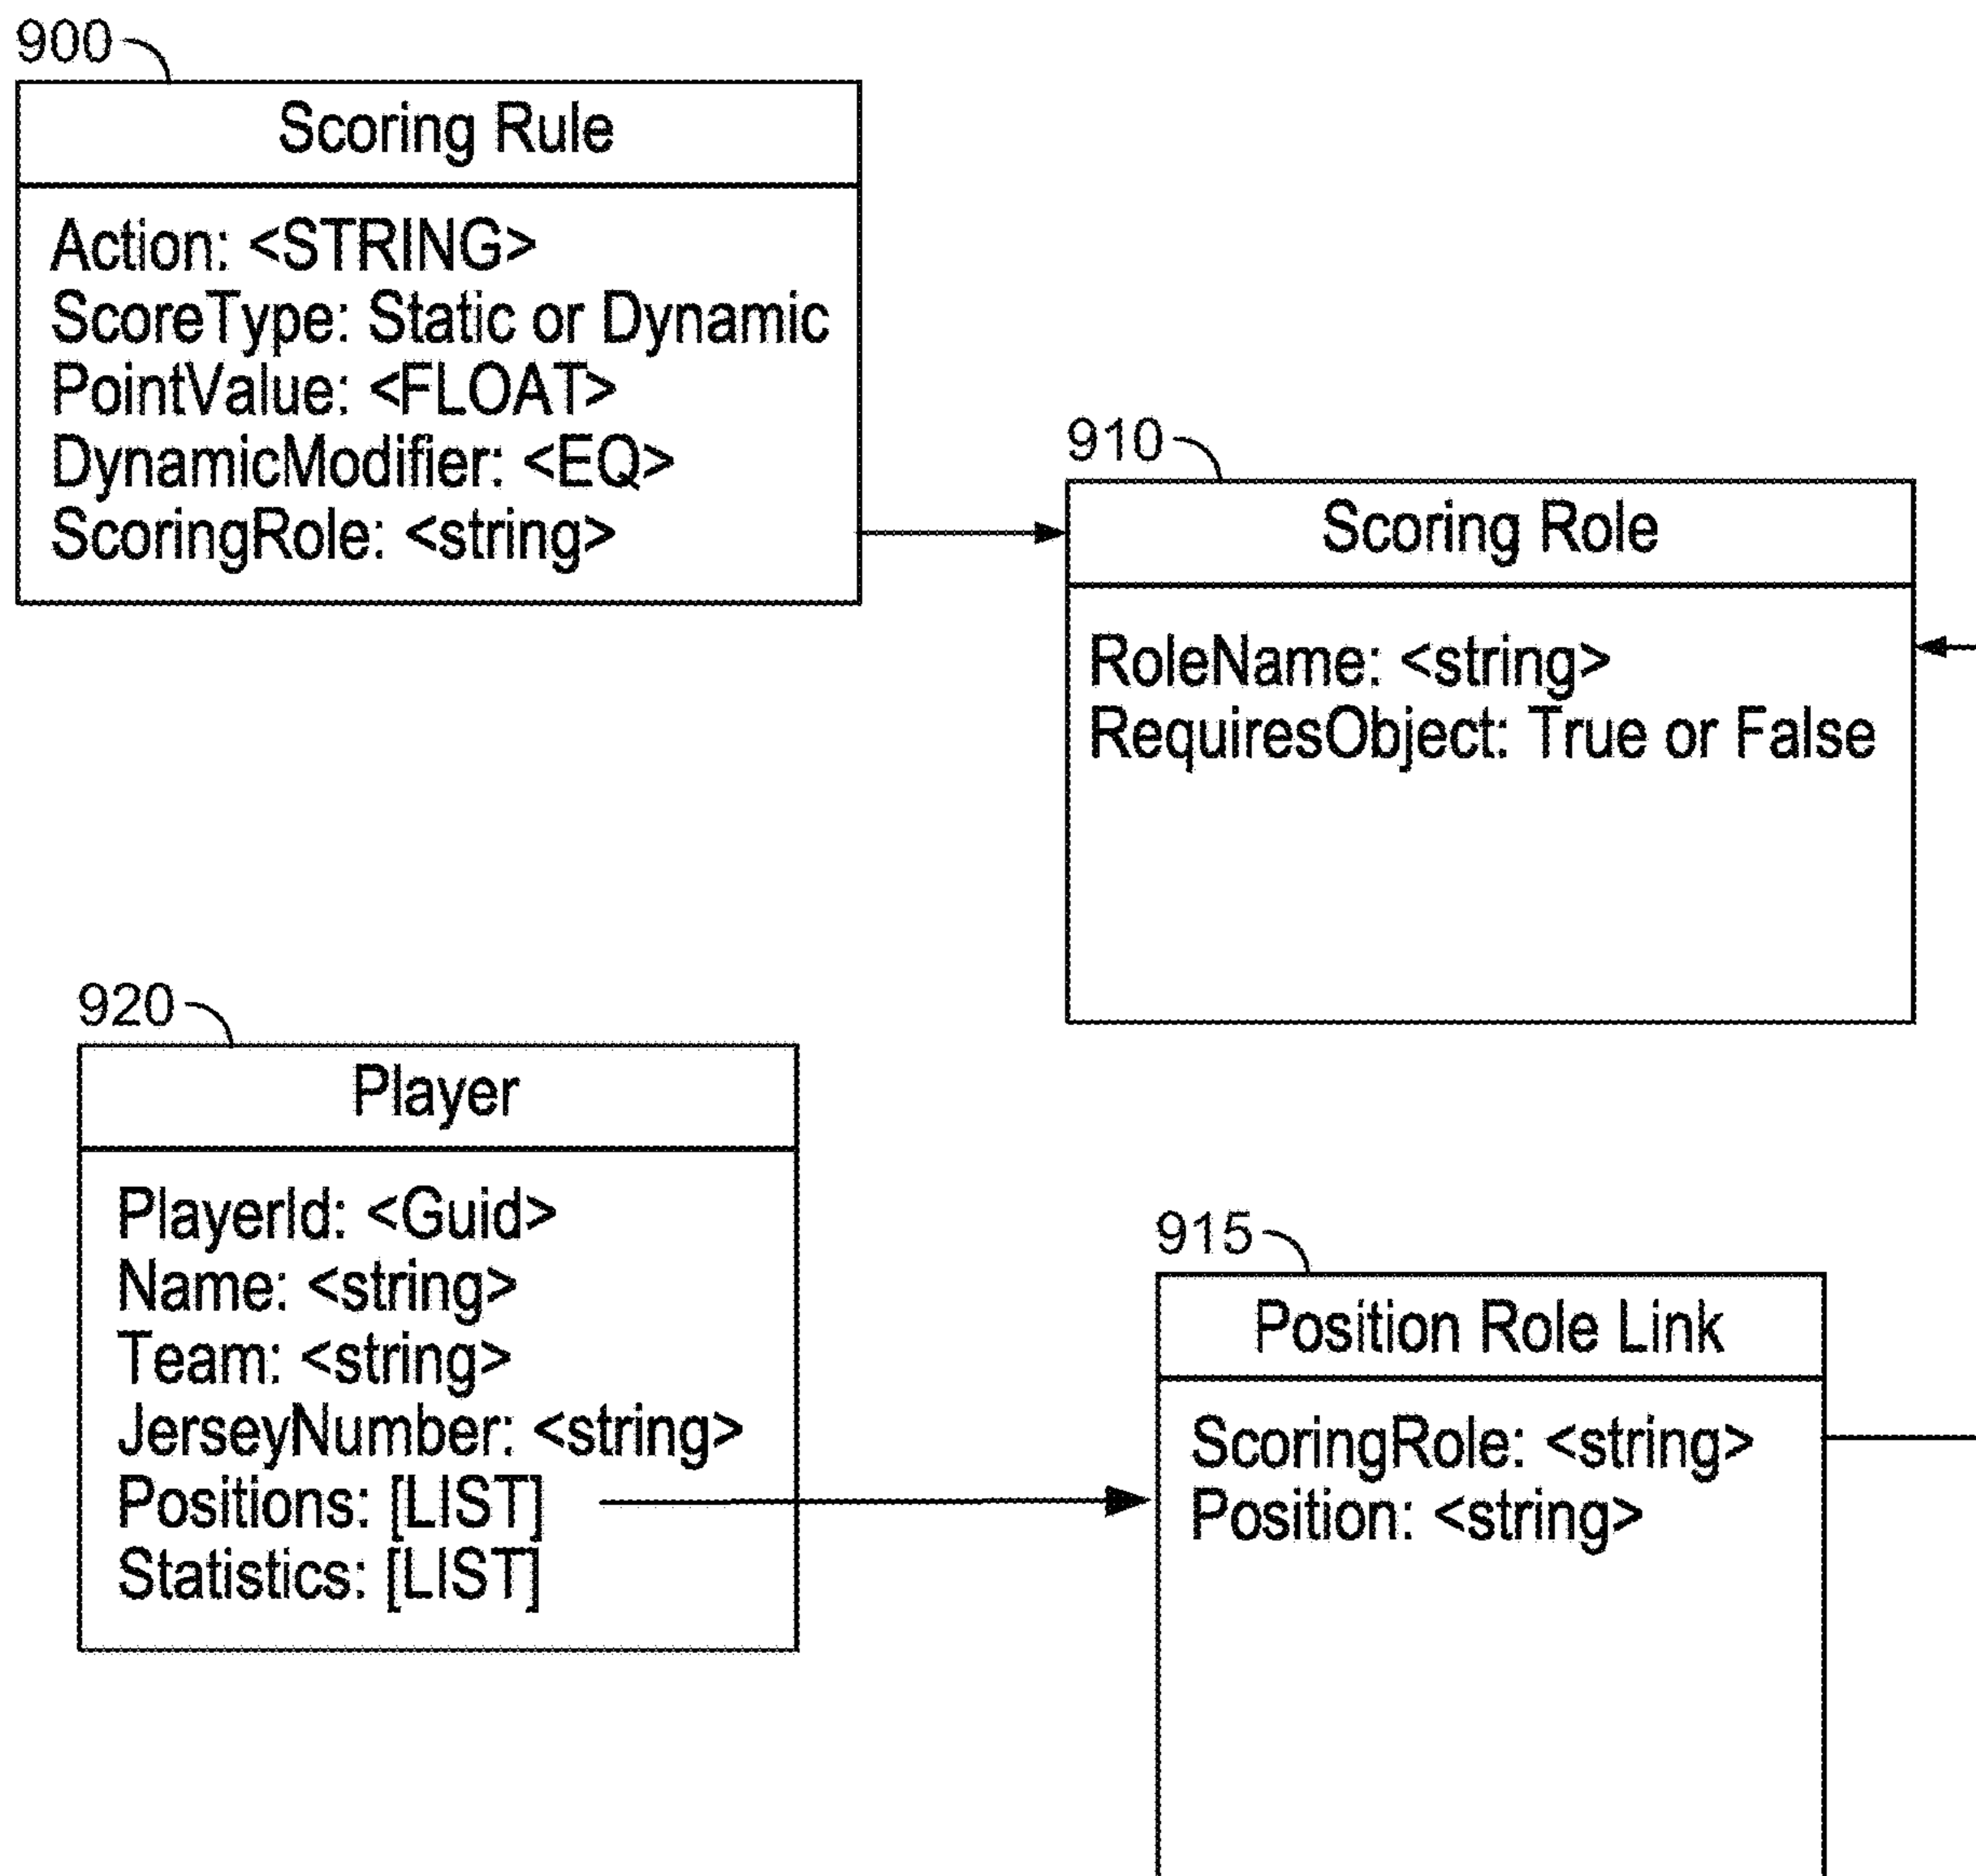 900
Scoring Rule
Action: <STRING>
ScoreType: Static or Dynamic
PointValue: <FLOAT>
DynamicModifier: <EQ>
ScoringRole: <string>
910
Scoring Role
RoleName: <string>
RequiresObject: True or False
920
Player
PlayerId: <Guid>
Name: <string>
Team: <string>
JerseyNumber: <string>
Positions: [LIST]
Statistics: [LIST]
915
Position Role Link
ScoringRole: <string>
Position: <string>